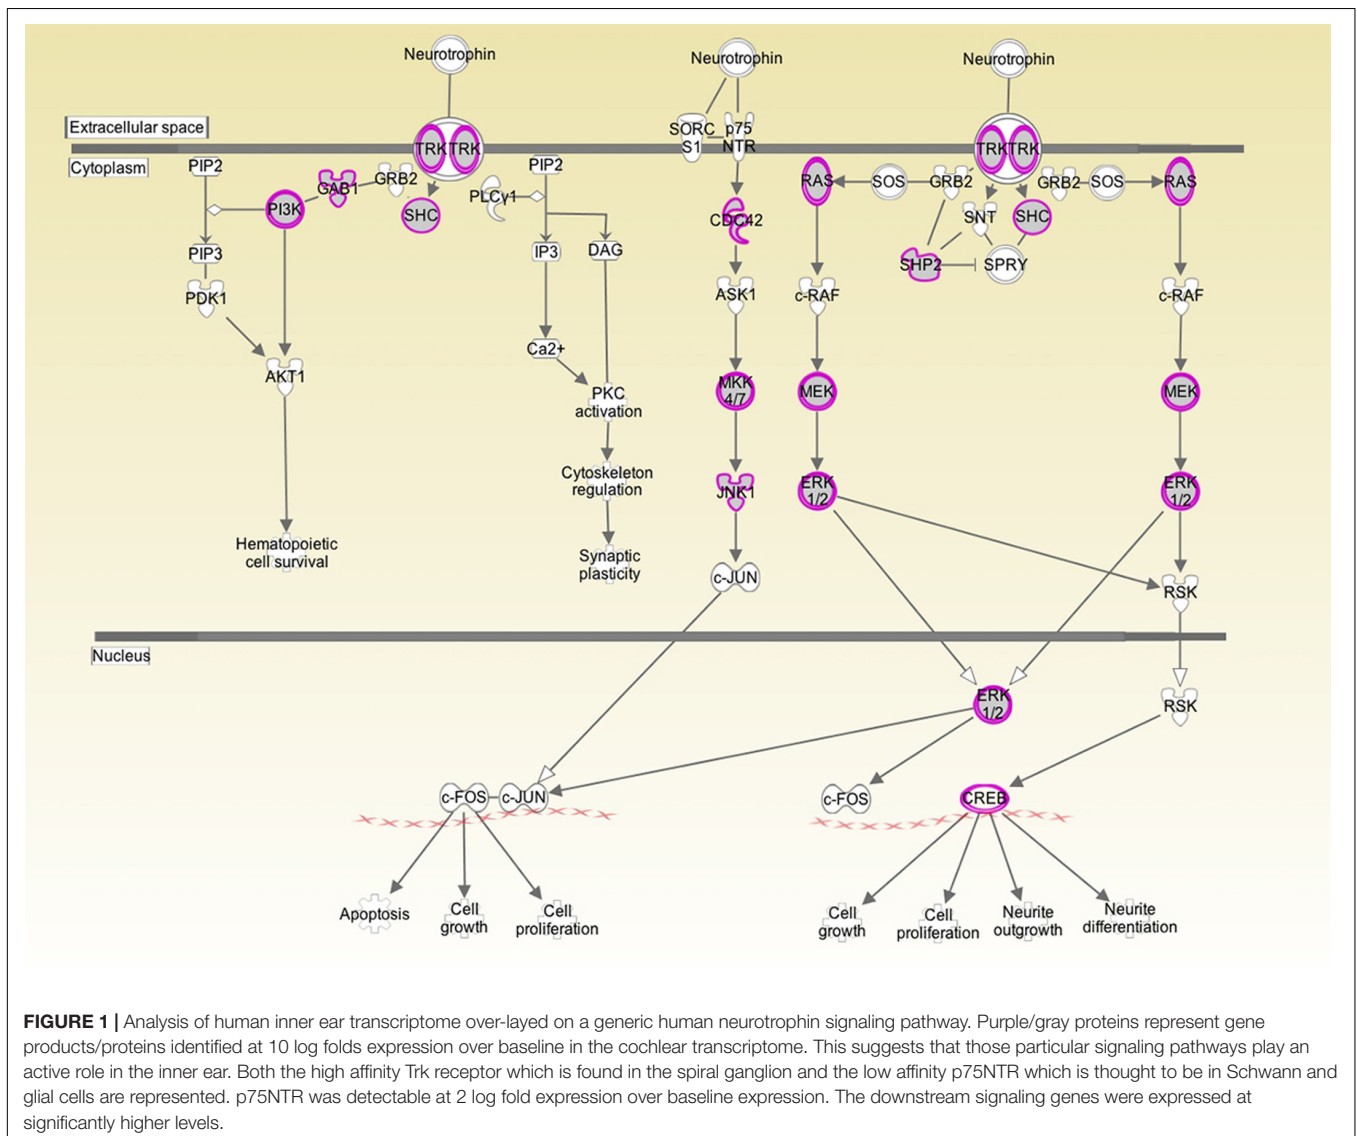 Neurotrophin
Neurotrophin
Neurotrophin
Extracellular space
SORC
S1
p75
NTR
TRK TRK
TRK TRK
Cytoplasm
PIP2
GAB1
GRB2
PI3K
SHC
PLCγ1
PIP2
CDC42
RAS
SOS
GRB2
SNT
GRB2
SOS
RAS
SHC
SHP2
SPRY
PIP3
IP3
DAG
PDK1
ASK1
c-RAF
c-RAF
Ca2+
AKT1
PKC
activation
MKK
4/7
MEK
MEK
Cytoskeleton
regulation
JNK1
ERK
1/2
ERK
1/2
Hematopoietic
cell survival
Synaptic
plasticity
c-JUN
RSK
Nucleus
ERK
1/2
RSK
c-FOS
c-JUN
c-FOS
CREB
Apoptosis
Cell
growth
Cell
proliferation
Cell
growth
Cell
proliferation
Neurite
outgrowth
Neurite
differentiation
FIGURE 1 | Analysis of human inner ear transcriptome over-layed on a generic human neurotrophin signaling pathway. Purple/gray proteins represent gene
products/proteins identified at 10 log folds expression over baseline in the cochlear transcriptome. This suggests that those particular signaling pathways play an
active role in the inner ear. Both the high affinity Trk receptor which is found in the spiral ganglion and the low affinity p75NTR which is thought to be in Schwann and
glial cells are represented. p75NTR was detectable at 2 log fold expression over baseline expression. The downstream signaling genes were expressed at
significantly higher levels.